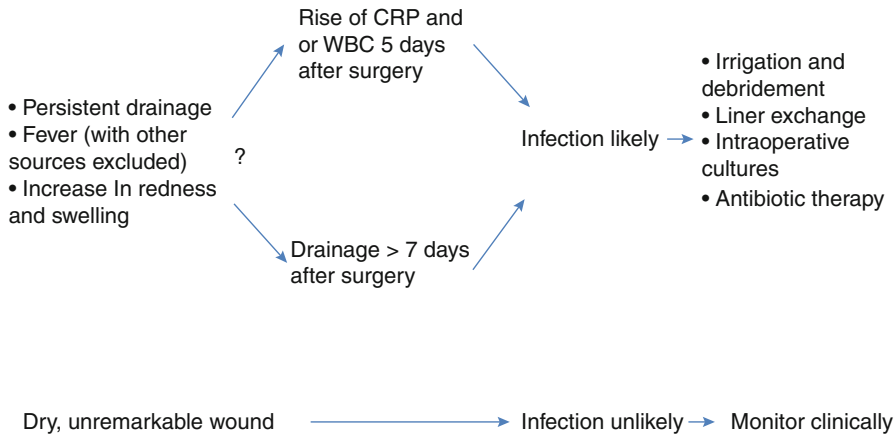 • Persistent drainage
• Fever (with other
sources excluded)
• Increase In redness
and swelling
?
Rise of CRP and
or WBC 5 days
after surgery
Drainage > 7 days
after surgery
Infection likely
• Irrigation and
debridement
• Liner exchange
• Intraoperative
cultures
• Antibiotic therapy
Dry, unremarkable wound
Infection unlikely
Monitor clinically